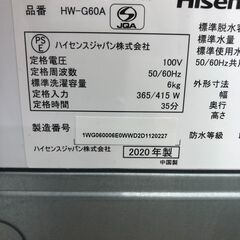 品番 HW-G60A
Hisen
PS E JQA
ハイセンスジャパン株式会社
定格電圧 100V
定格周波数 50/60Hz
標準洗濯容量 6kg
定格消費電力 365/415 W
定格時間 35分
製造番号
1WG060006E0WWD2D1120227
ハイセンスジャパン株式会社 2020年製
中国製
標準脱水容
標準水量
標準使用水
50/60Hz共用
外形寸法
幅
高
質量
防水等級